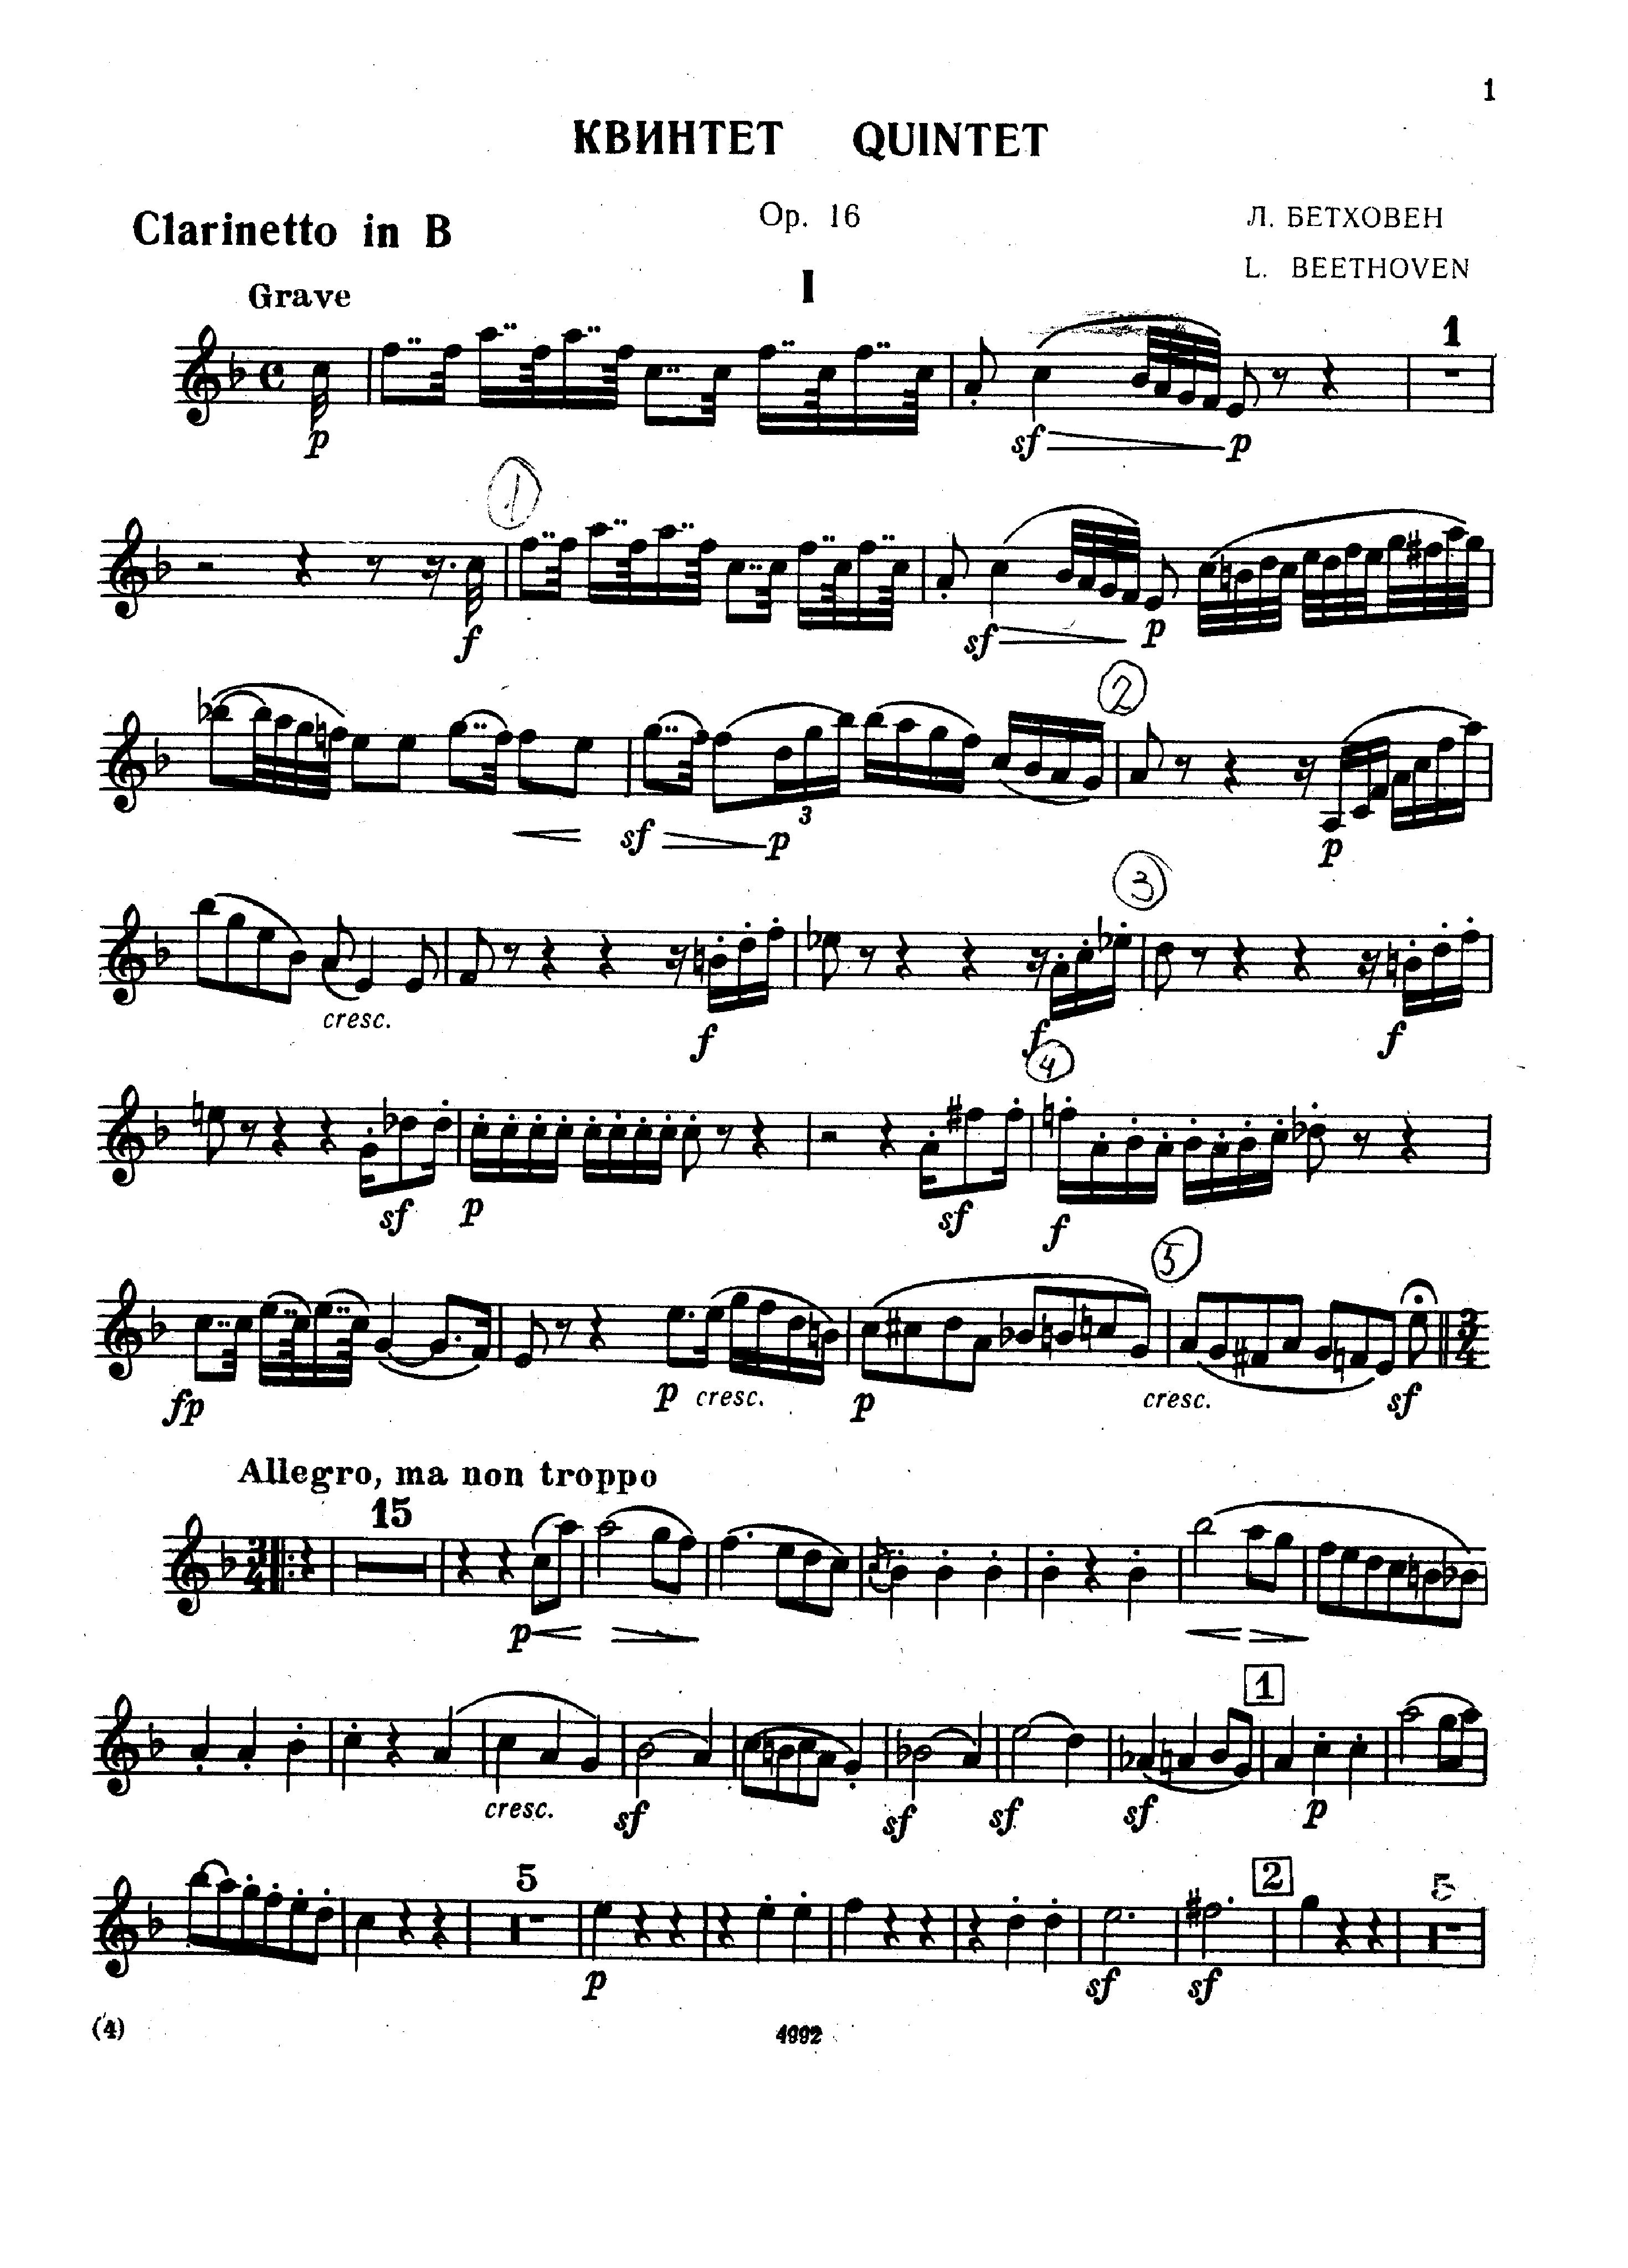 1
КВИНТЕТ QUINTET
Clarinetto in B
Op. 16
Л. БЕТХОВЕН
L. BEETHOVEN
I
Grave
1
p sf p
1
f sf p
2
sf p 3 p
3
cresc. f f f
4
sf p sf f
5
fp p cresc. p cresc. sf 3 4
Allegro, ma non troppo
15
3 4
p
1
cresc. sf sf sf sf p
5 2 5
p sf sf
(4) 4992